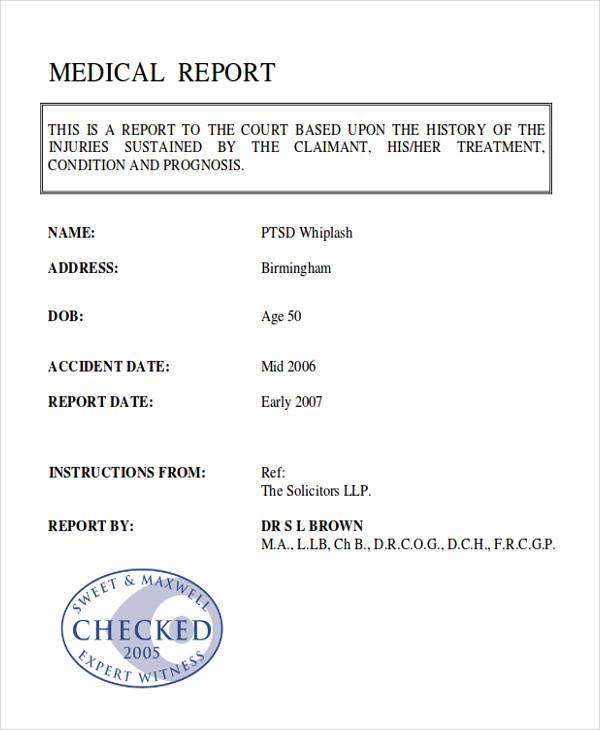 MEDICAL REPORT
THIS IS A REPORT TO THE COURT BASED UPON THE HISTORY OF THE
INJURIES SUSTAINED BY THE CLAIMANT, HIS/HER TREATMENT,
CONDITION AND PROGNOSIS.
NAME: PTSD Whiplash
ADDRESS: Birmingham
DOB: Age 50
ACCIDENT DATE: Mid 2006
REPORT DATE: Early 2007
INSTRUCTIONS FROM: Ref:
The Solicitors LLP.
REPORT BY: DR S L BROWN
M.A., L.LB, Ch B., D.R.C.O.G., D.C.H., F.R.C.G.P.
SWEET & MAXWELL
CHECKED
2005
EXPERT WITNESS